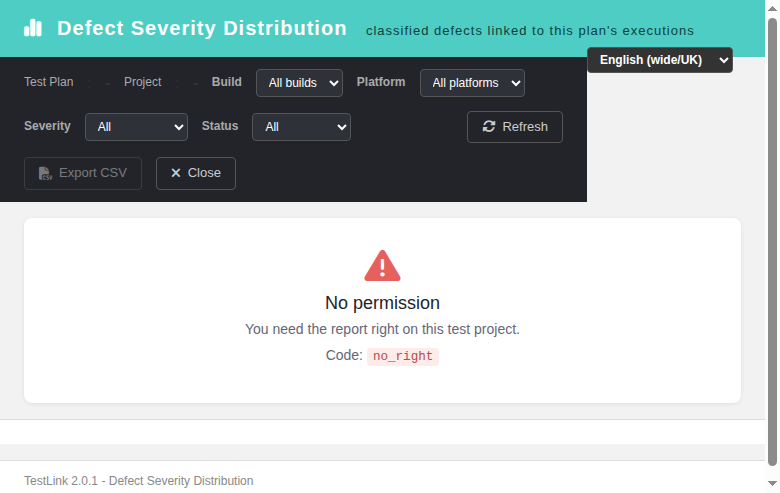 Defect Severity Distribution classified defects linked to this plan's executions
English (wide/UK)
Test Plan : - Project : - Build All builds Platform All platforms
Severity All Status All Refresh
Export CSV Close
No permission
You need the report right on this test project.
Code: no_right
TestLink 2.0.1 - Defect Severity Distribution